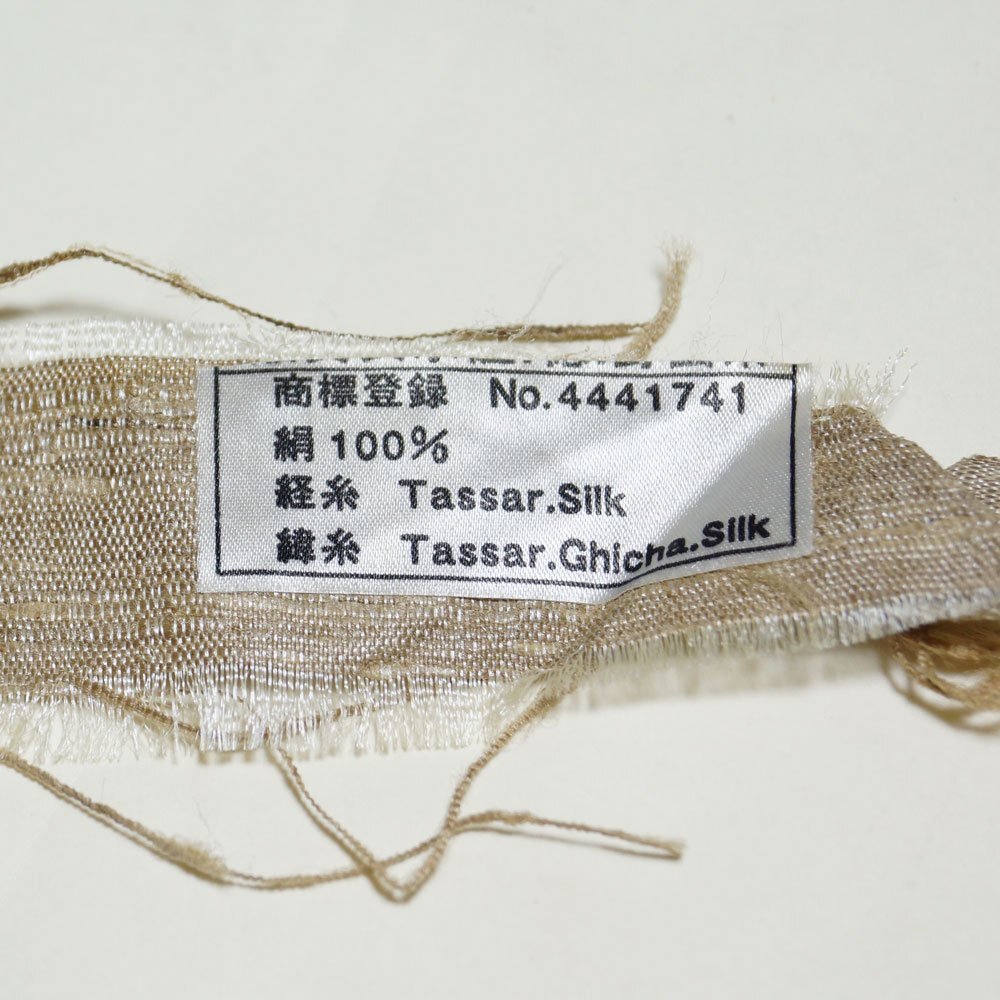 商標登録 No.4441741
絹100%
経糸 Tassar.Silk
緯糸 Tassar.Ghicha.Silk